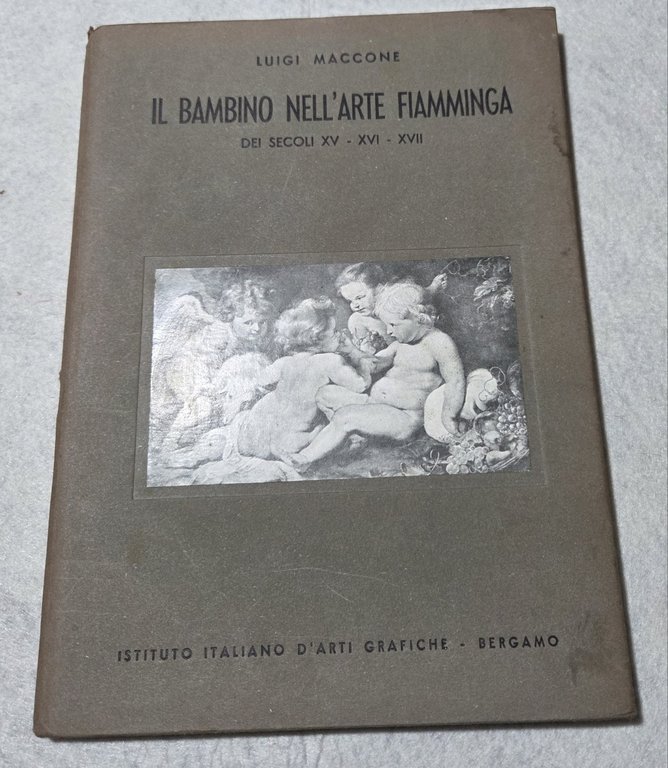 LUIGI MACCONE
IL BAMBINO NELL'ARTE FIAMMINGA
DEI SECOLI XV - XVI - XVII
ISTITUTO ITALIANO D'ARTI GRAFICHE - BERGAMO